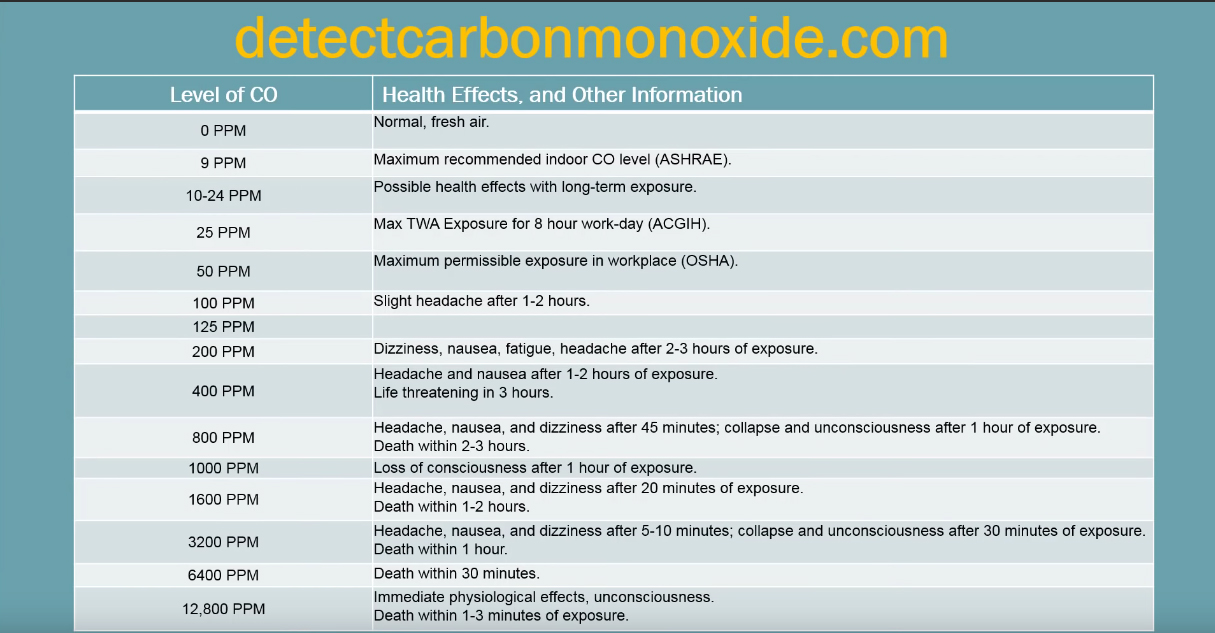 detectcarbonmonoxide.com
Level of CO
Health Effects, and Other Information
0 PPM
Normal, fresh air.
9 PPM
Maximum recommended indoor CO level (ASHRAE).
10-24 PPM
Possible health effects with long-term exposure.
25 PPM
Max TWA Exposure for 8 hour work-day (ACGIH).
50 PPM
Maximum permissible exposure in workplace (OSHA).
100 PPM
Slight headache after 1-2 hours.
125 PPM
200 PPM
Dizziness, nausea, fatigue, headache after 2-3 hours of exposure.
400 PPM
Headache and nausea after 1-2 hours of exposure.
Life threatening in 3 hours.
800 PPM
Headache, nausea, and dizziness after 45 minutes; collapse and unconsciousness after 1 hour of exposure.
Death within 2-3 hours.
1000 PPM
Loss of consciousness after 1 hour of exposure.
1600 PPM
Headache, nausea, and dizziness after 20 minutes of exposure.
Death within 1-2 hours.
3200 PPM
Headache, nausea, and dizziness after 5-10 minutes; collapse and unconsciousness after 30 minutes of exposure.
Death within 1 hour.
6400 PPM
Death within 30 minutes.
12,800 PPM
Immediate physiological effects, unconsciousness.
Death within 1-3 minutes of exposure.